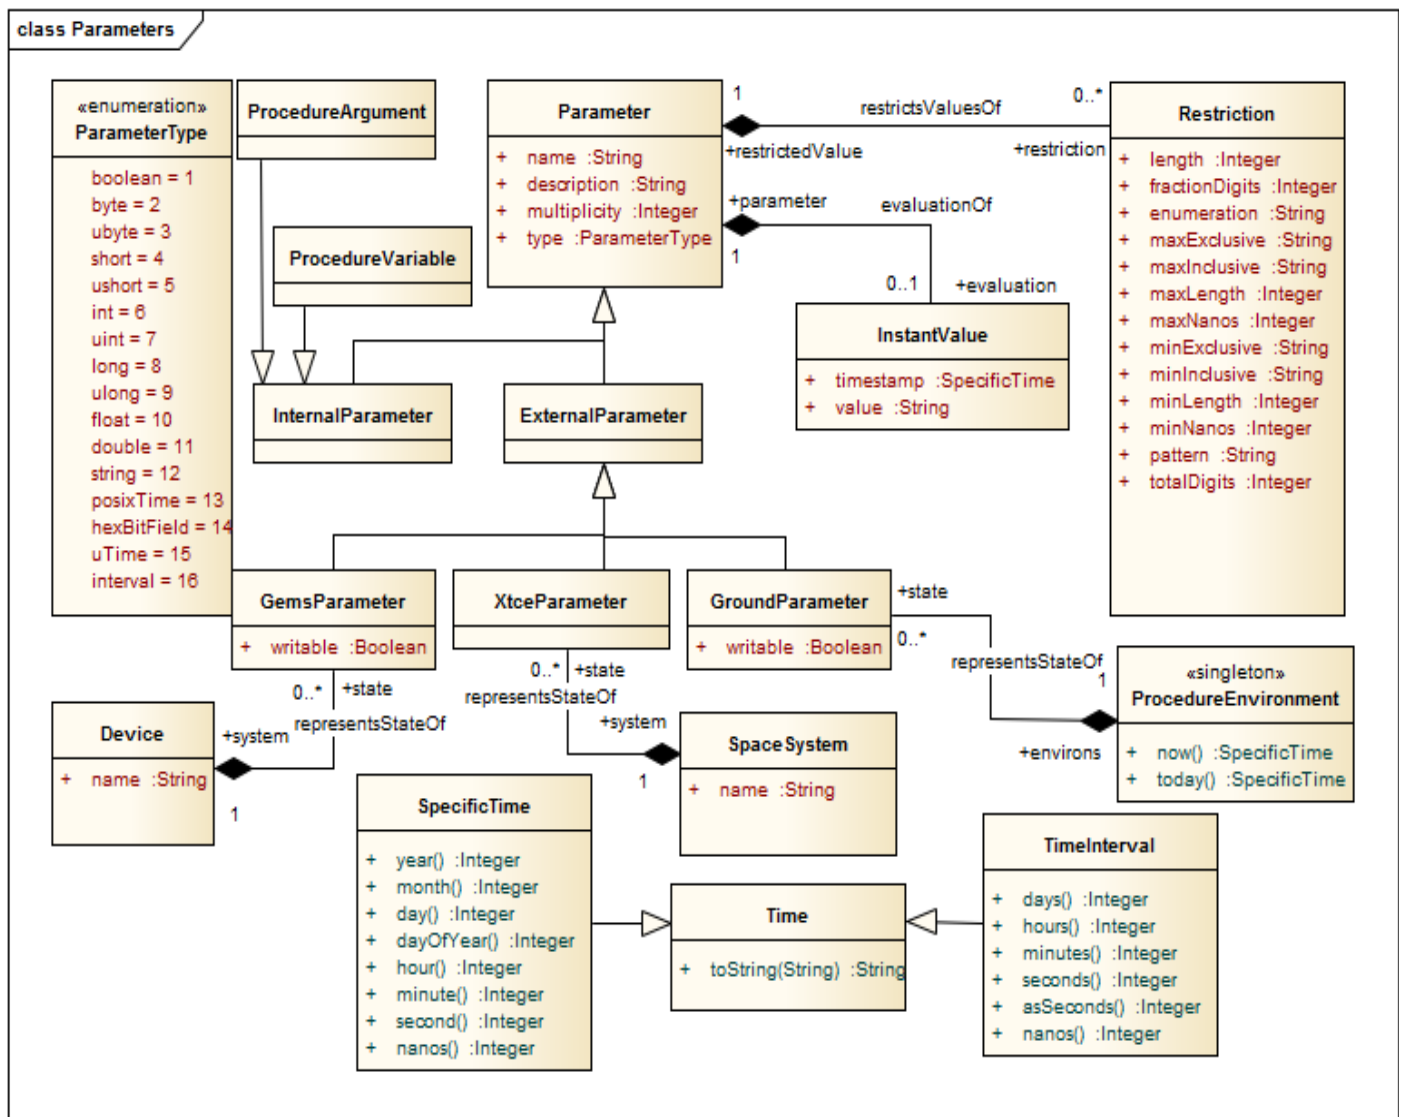 class Parameters
«enumeration»
ParameterType
boolean = 1
byte = 2
ubyte = 3
short = 4
ushort = 5
int = 6
uint = 7
long = 8
ulong = 9
float = 10
double = 11
string = 12
posixTime = 13
hexBitField = 14
uTime = 15
interval = 16
ProcedureArgument
ProcedureVariable
InternalParameter
Parameter
+ name :String
+ description :String
+ multiplicity :Integer
+ type :ParameterType
1
restrictsValuesOf
0..*
+restrictedValue
+restriction
+parameter
evaluationOf
1
0..1
+evaluation
Restriction
+ length :Integer
+ fractionDigits :Integer
+ enumeration :String
+ maxExclusive :String
+ maxInclusive :String
+ maxLength :Integer
+ maxNanos :Integer
+ minExclusive :String
+ minInclusive :String
+ minLength :Integer
+ minNanos :Integer
+ pattern :String
+ totalDigits :Integer
InstantValue
+ timestamp :SpecificTime
+ value :String
ExternalParameter
GemsParameter
+ writable :Boolean
XtceParameter
GroundParameter
+ writable :Boolean
+state
0..*
representsStateOf
1
+environs
«singleton»
ProcedureEnvironment
+ now() :SpecificTime
+ today() :SpecificTime
0..*
+state
representsStateOf
+system
1
Device
+ name :String
0..*
+state
representsStateOf
+system
1
SpaceSystem
+ name :String
SpecificTime
+ year() :Integer
+ month() :Integer
+ day() :Integer
+ dayOfYear() :Integer
+ hour() :Integer
+ minute() :Integer
+ second() :Integer
+ nanos() :Integer
Time
+ toString(String) :String
TimeInterval
+ days() :Integer
+ hours() :Integer
+ minutes() :Integer
+ seconds() :Integer
+ asSeconds() :Integer
+ nanos() :Integer